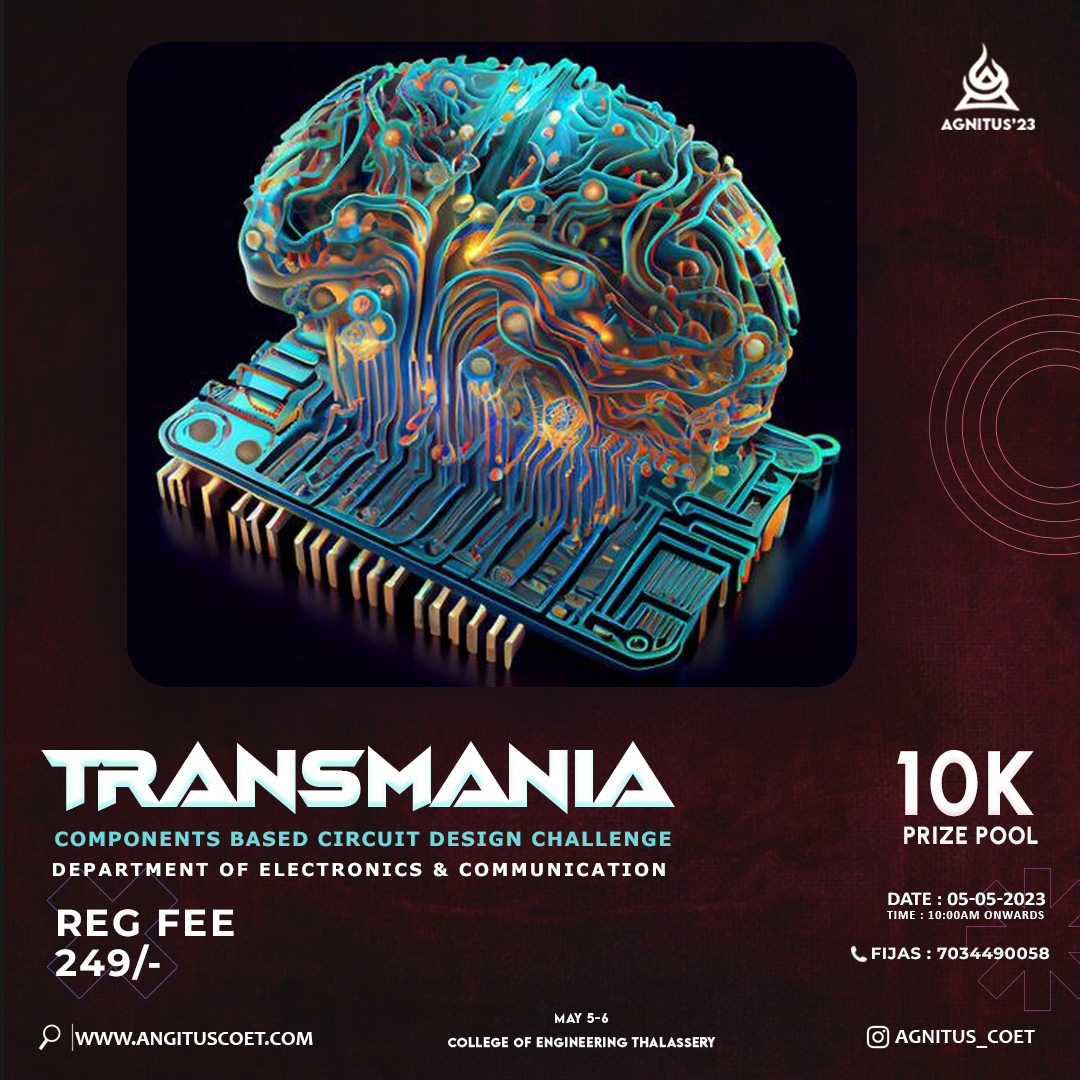 AGNITUS'23
TRANSMANIA
COMPONENTS BASED CIRCUIT DESIGN CHALLENGE
DEPARTMENT OF ELECTRONICS & COMMUNICATION
REG FEE
249/-
10K
PRIZE POOL
DATE : 05-05-2023
TIME : 10:00AM ONWARDS
FIJAS : 7034490058
WWW.ANGITUSCOET.COM
MAY 5-6
COLLEGE OF ENGINEERING THALASSERY
AGNITUS_COET